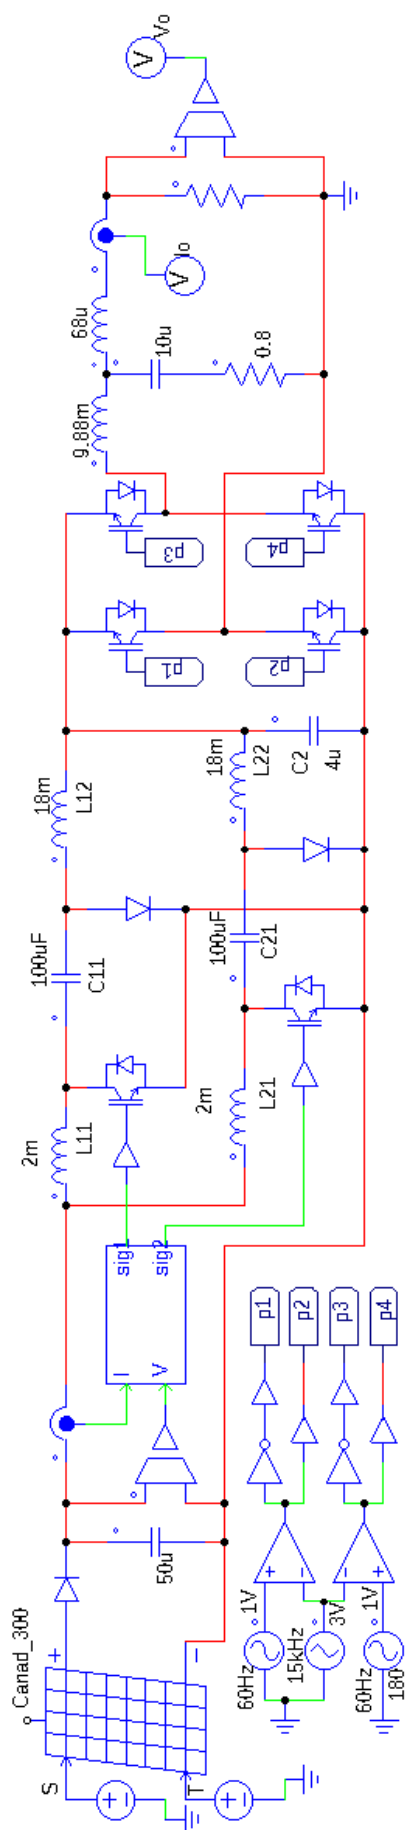 Canad_300
+
-
S
T
50u
I
V
sig1
sig2
2m
L11
100uF
C11
18m
L12
2m
L21
100uF
C21
18m
L22
C2
4u
p1
p2
p3
p4
9.88m
68u
10u
0.8
V
Io
V
Vo
60Hz
1V
15kHz
3V
60Hz
180
1V
p1
p2
p3
p4